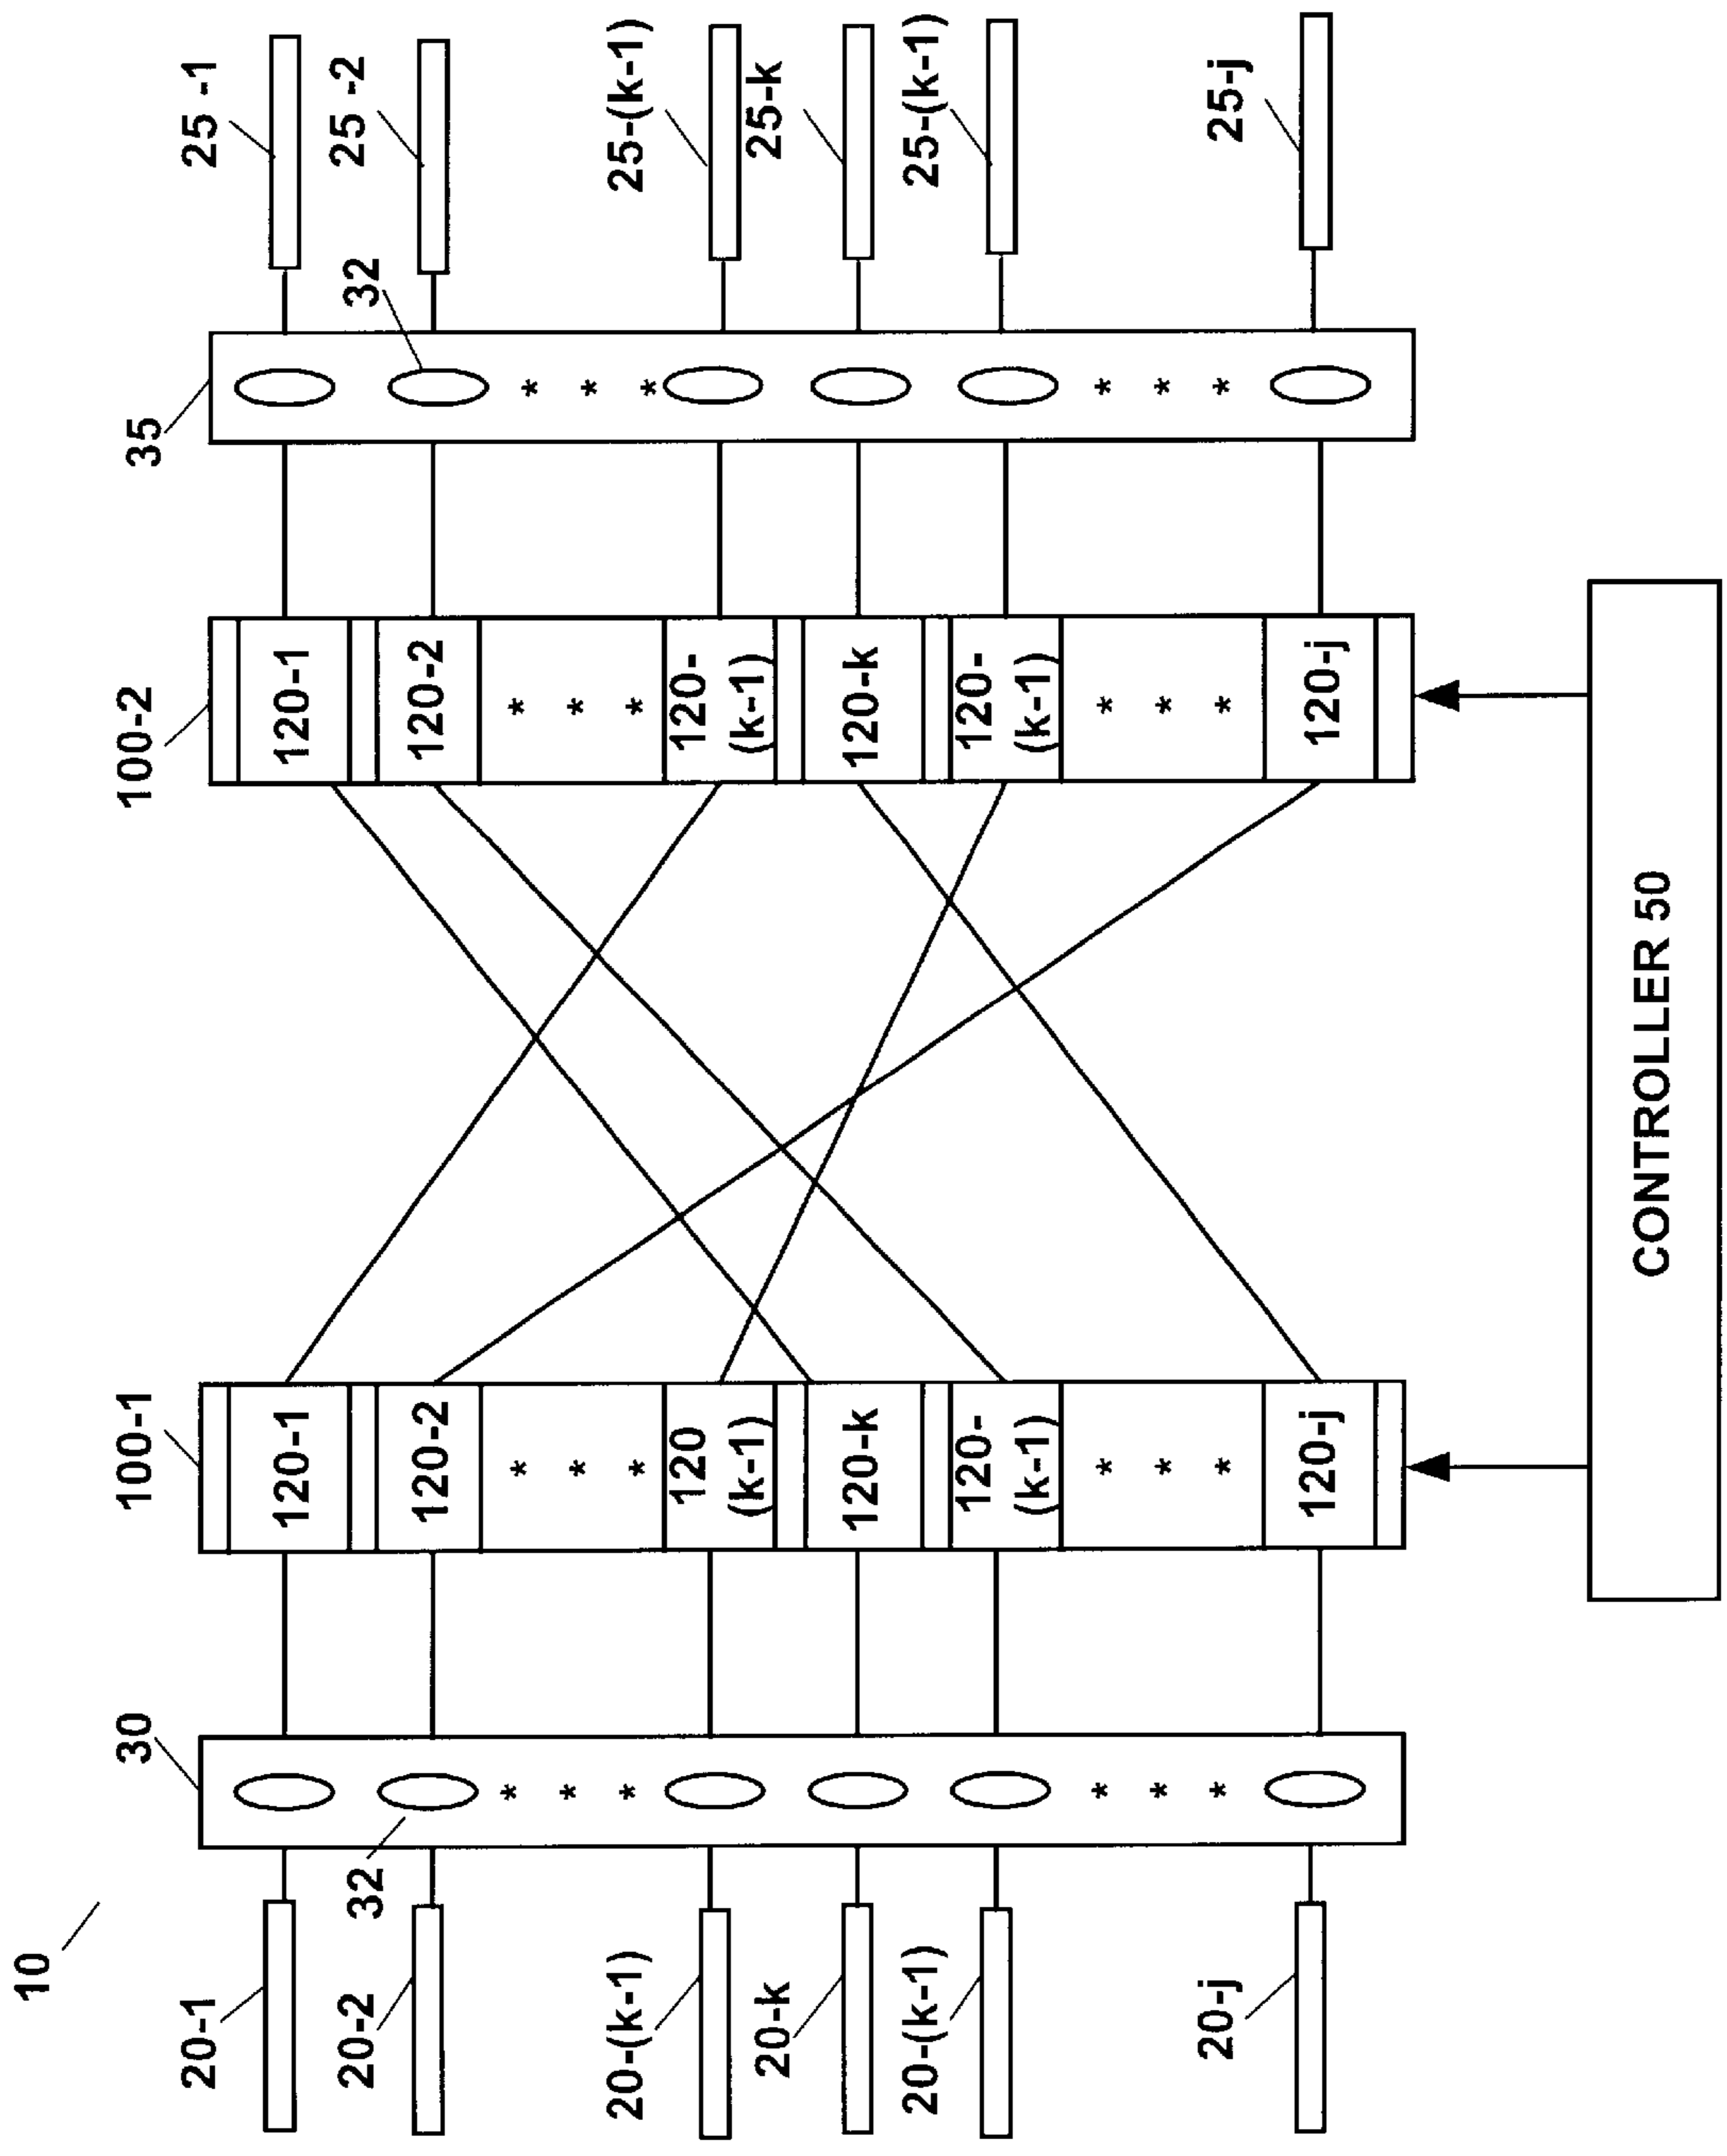 10
20-1
20-2
20-(k-1)
20-k
20-(k-1)
20-j
30
32
* * *
* * *
100-1
120-1
120-2
* * *
120
(k-1)
120-k
120-
(k-1)
* * *
120-j
100-2
120-1
120-2
* * *
120-
(k-1)
120-k
120-
(k-1)
* * *
120-j
35
32
* * *
* * *
25 -1
25 -2
25-(k-1)
25-k
25-(k-1)
25-j
CONTROLLER 50